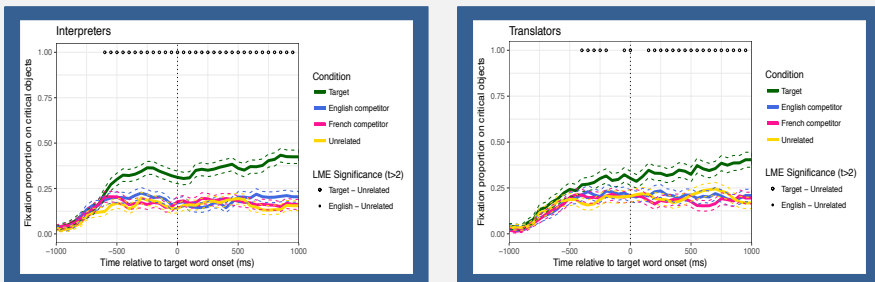 Interpreters
Fixation proportion on critical objects
1.00
0.75
0.50
0.25
0.00
-1000
-500
0
500
1000
Time relative to target word onset (ms)
Condition
Target
English competitor
French competitor
Unrelated
LME Significance (t>2)
Target − Unrelated
English − Unrelated
Translators
Fixation proportion on critical objects
1.00
0.75
0.50
0.25
0.00
-1000
-500
0
500
1000
Time relative to target word onset (ms)
Condition
Target
English competitor
French competitor
Unrelated
LME Significance (t>2)
Target − Unrelated
English − Unrelated